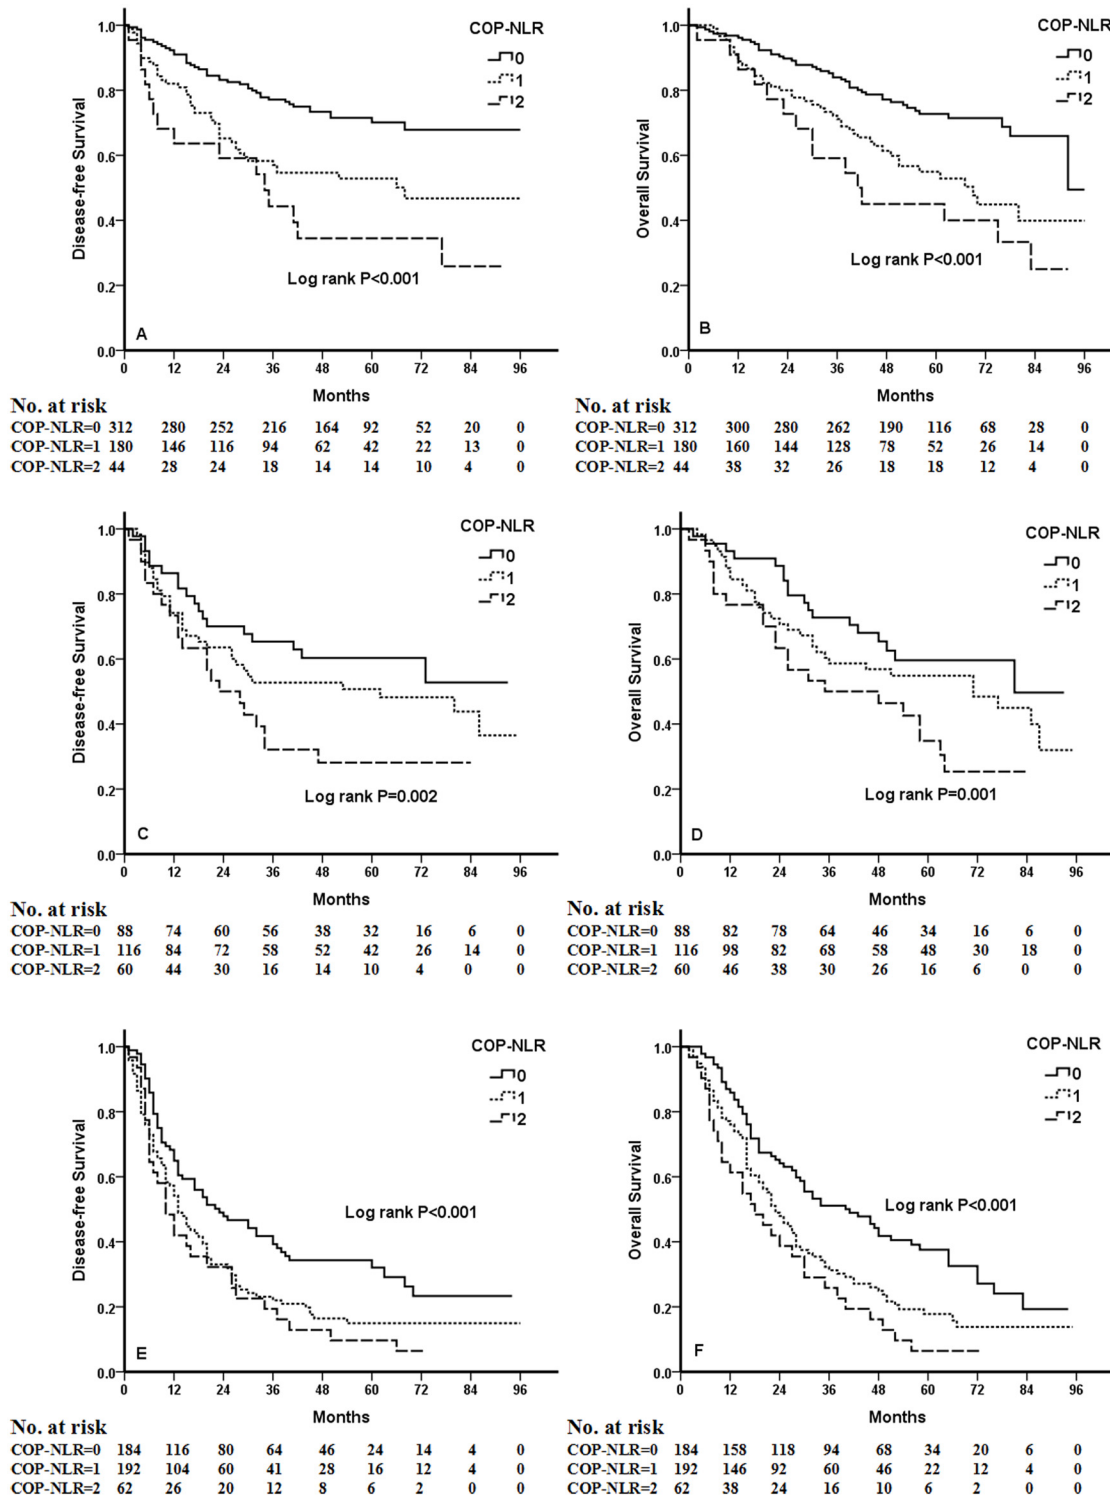 COP-NLR
0
1
2
1.0
0.8
0.6
0.4
0.2
0.0
Disease-free Survival
Log rank P<0.001
A
0 12 24 36 48 60 72 84 96
Months
No. at risk
COP-NLR=0 312 280 252 216 164 92 52 20 0
COP-NLR=1 180 146 116 94 62 42 22 13 0
COP-NLR=2 44 28 24 18 14 14 10 4 0
COP-NLR
0
1
2
1.0
0.8
0.6
0.4
0.2
0.0
Overall Survival
Log rank P<0.001
B
0 12 24 36 48 60 72 84 96
Months
No. at risk
COP-NLR=0 312 300 280 262 190 116 68 28 0
COP-NLR=1 180 160 144 128 78 52 26 14 0
COP-NLR=2 44 38 32 26 18 18 12 4 0
COP-NLR
0
1
2
1.0
0.8
0.6
0.4
0.2
0.0
Disease-free Survival
Log rank P=0.002
C
0 12 24 36 48 60 72 84 96
Months
No. at risk
COP-NLR=0 88 74 60 56 38 32 16 6 0
COP-NLR=1 116 84 72 58 52 42 26 14 0
COP-NLR=2 60 44 30 16 14 10 4 0 0
COP-NLR
0
1
2
1.0
0.8
0.6
0.4
0.2
0.0
Overall Survival
Log rank P=0.001
D
0 12 24 36 48 60 72 84 96
Months
No. at risk
COP-NLR=0 88 82 78 64 46 34 16 6 0
COP-NLR=1 116 98 82 68 58 48 30 18 0
COP-NLR=2 60 46 38 30 26 16 6 0 0
COP-NLR
0
1
2
1.0
0.8
0.6
0.4
0.2
0.0
Disease-free Survival
Log rank P<0.001
E
0 12 24 36 48 60 72 84 96
Months
No. at risk
COP-NLR=0 184 116 80 64 46 24 14 4 0
COP-NLR=1 192 104 60 41 28 16 12 4 0
COP-NLR=2 62 26 20 12 8 6 2 0 0
COP-NLR
0
1
2
1.0
0.8
0.6
0.4
0.2
0.0
Overall Survival
Log rank P<0.001
F
0 12 24 36 48 60 72 84 96
Months
No. at risk
COP-NLR=0 184 158 118 94 68 34 20 6 0
COP-NLR=1 192 146 92 60 46 22 12 4 0
COP-NLR=2 62 38 24 16 10 6 2 0 0